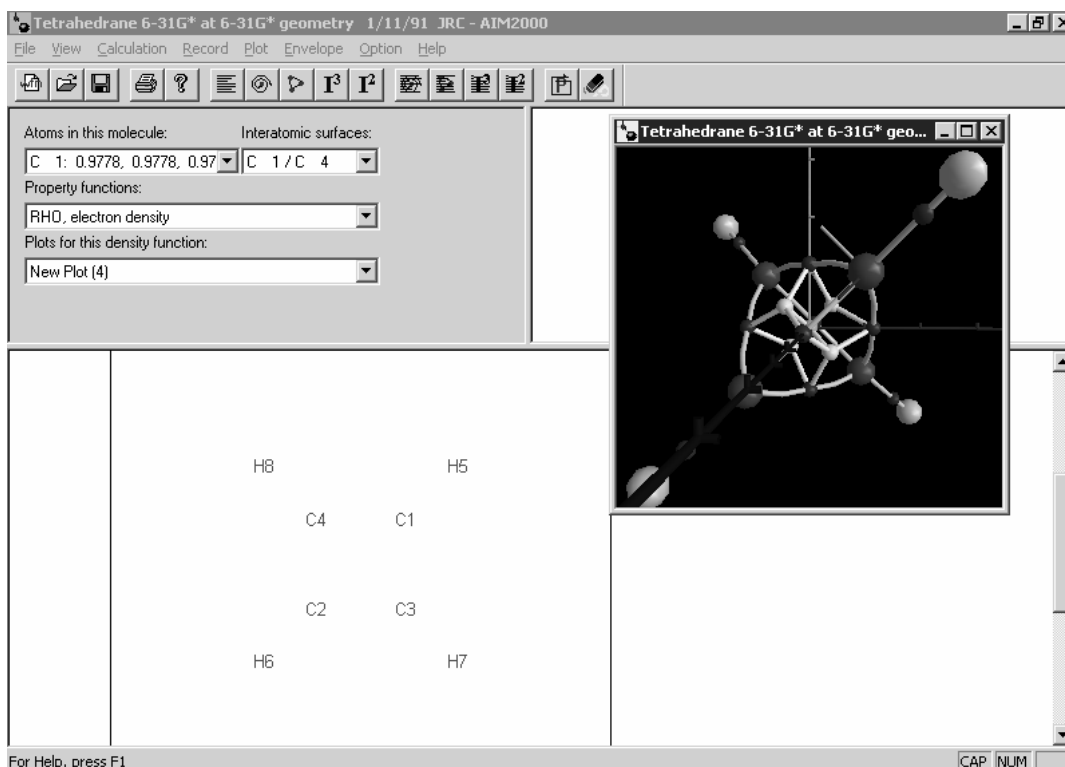 Tetrahedrane 6-31G* at 6-31G* geometry 1/11/91 JRC - AIM2000
File View Calculation Record Plot Envelope Option Help
I³ I²
Atoms in this molecule: Interatomic surfaces:
C 1: 0.9778, 0.9778, 0.97 C 1 / C 4
Property functions:
RHO, electron density
Plots for this density function:
New Plot (4)
Tetrahedrane 6-31G* at 6-31G* geo...
H8 H5
C4 C1
C2 C3
H6 H7
For Help, press F1 CAP NUM